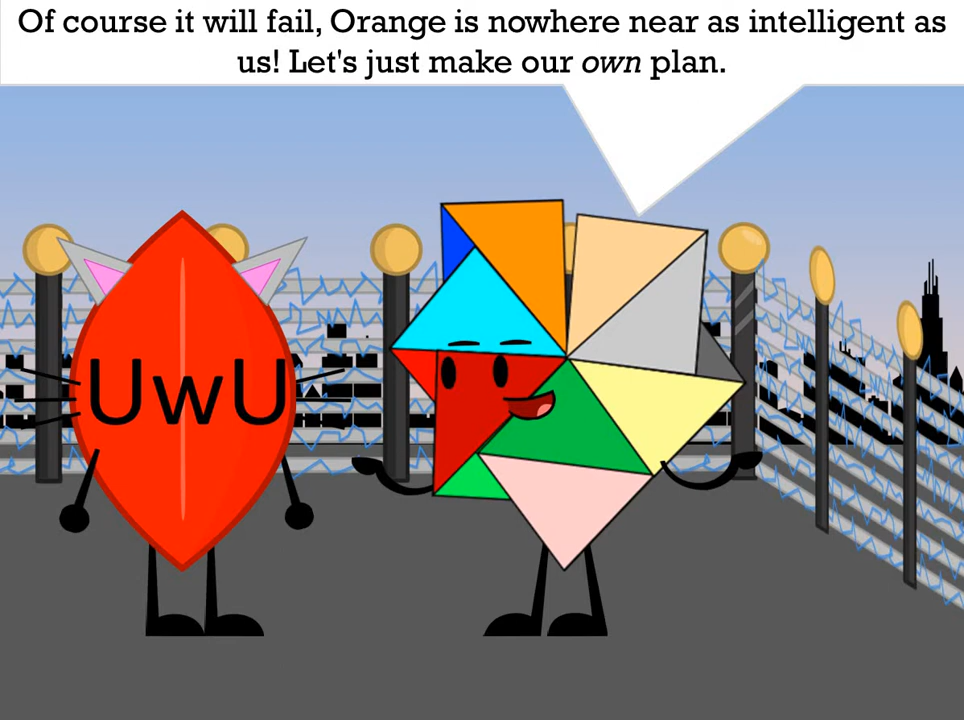 Of course it will fail, Orange is nowhere near as intelligent as
us! Let's just make our own plan.
UwU